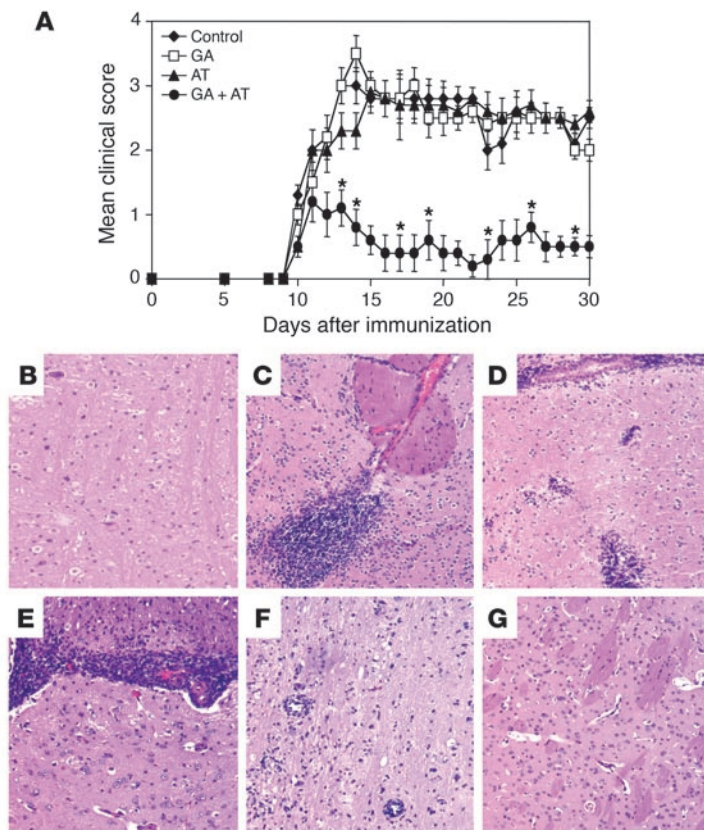 A
Control
GA
AT
GA + AT
Mean clinical score
4
3
2
1
0
* * * * * * *
0 5 10 15 20 25 30
Days after immunization
B C D
E F G